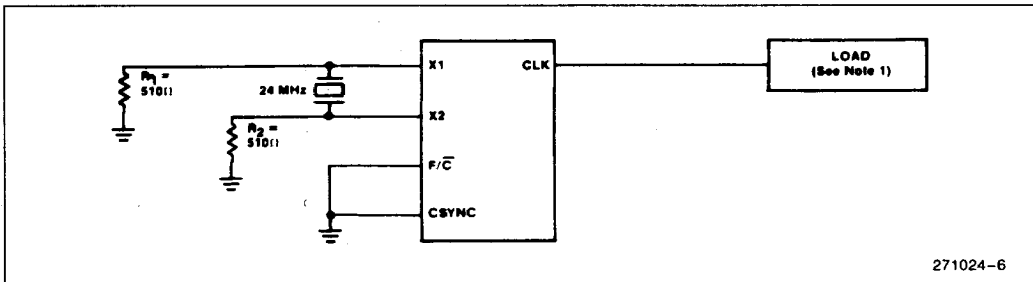 X1
CLK
LOAD
(See Note 1)
R1 =
510Ω
24 MHz
X2
R2 =
510Ω
F/C̅
CSYNC
271024-6